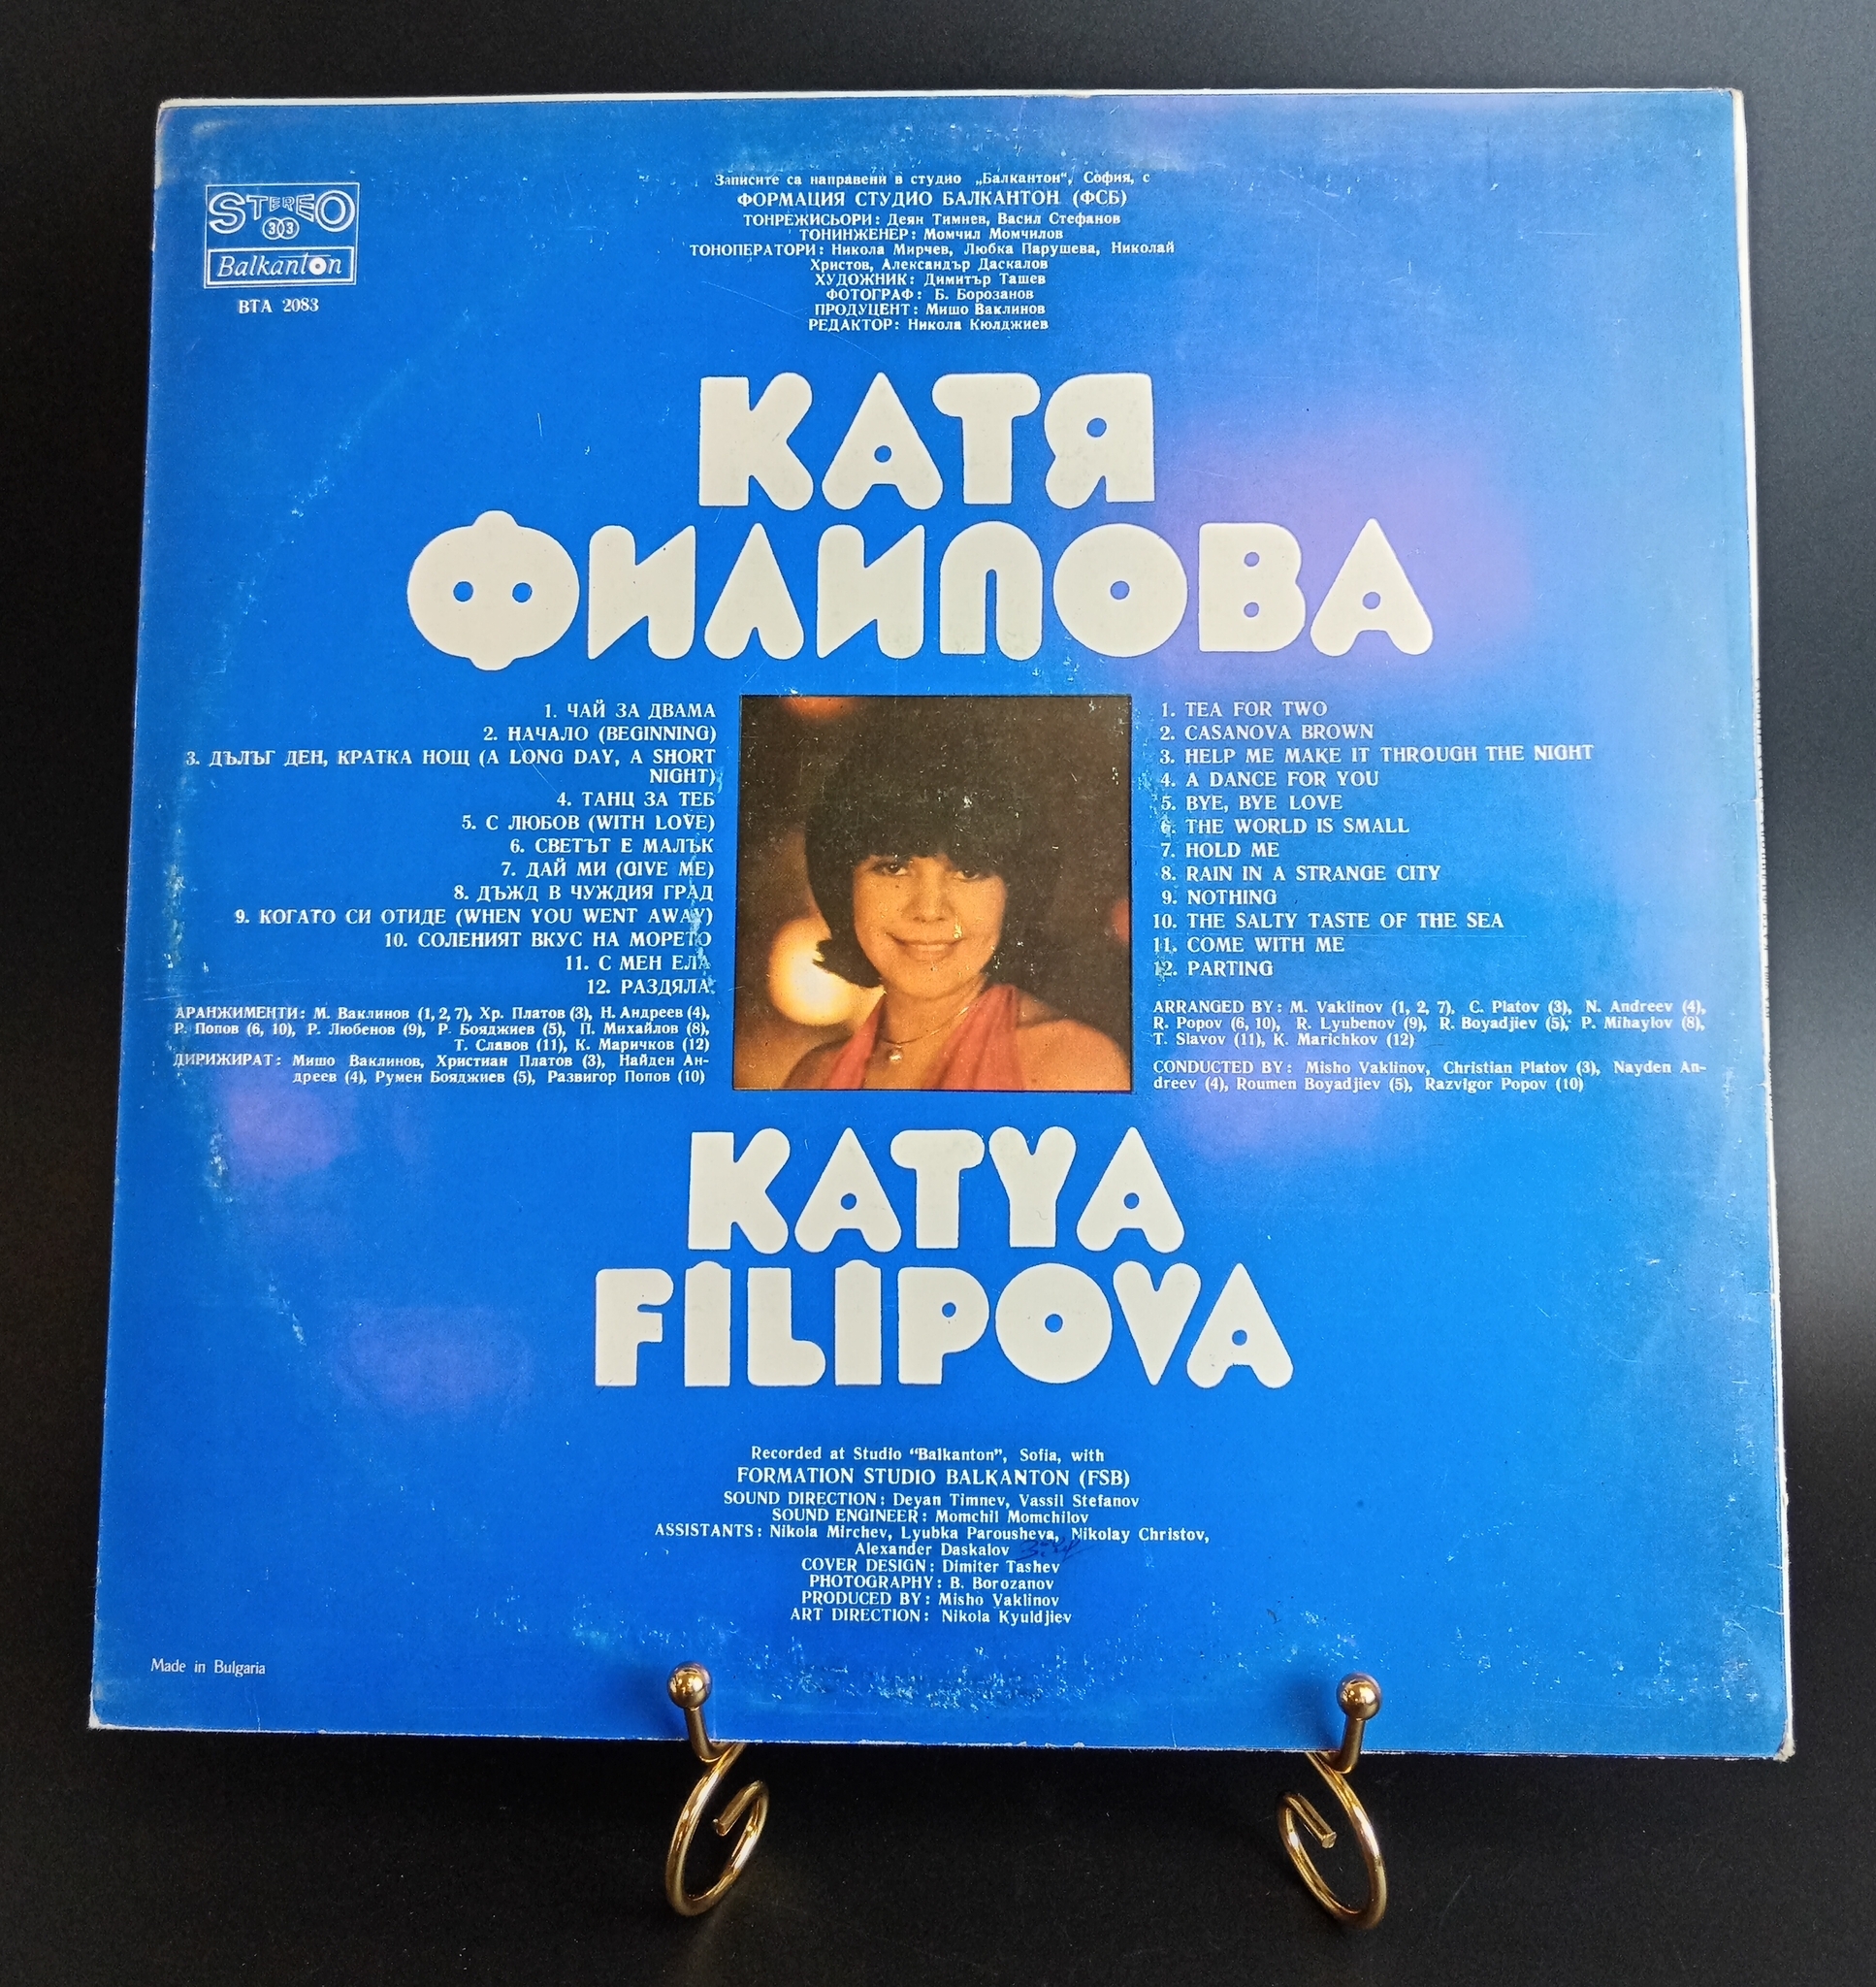 STEREO
33
Balkanton
ВТА 2083
Записите са направени в студио „Балкантон“, София, с
ФОРМАЦИЯ СТУДИО БАЛКАНТОН (ФСБ)
ТОНРЕЖИСЬОРИ: Деян Тимнев, Васил Стефанов
ТОНИНЖЕНЕР: Момчил Момчилов
ТОНОПЕРАТОРИ: Никола Мирчев, Любка Парушева, Николай
Христов, Александър Даскалов
ХУДОЖНИК: Димитър Ташев
ФОТОГРАФ: Б. Борозанов
ПРОДУЦЕНТ: Мишо Ваклинов
РЕДАКТОР: Никола Кюлджиев
КАТЯ
ФИЛИПОВА
1. ЧАЙ ЗА ДВАМА
2. НАЧАЛО (BEGINNING)
3. ДЪЛЪГ ДЕН, КРАТКА НОЩ (A LONG DAY, A SHORT
NIGHT)
4. ТАНЦ ЗА ТЕБ
5. С ЛЮБОВ (WITH LOVE)
6. СВЕТЪТ Е МАЛЪК
7. ДАЙ МИ (GIVE ME)
8. ДЪЖД В ЧУЖДИЯ ГРАД
9. КОГАТО СИ ОТИДЕ (WHEN YOU WENT AWAY)
10. СОЛЕНИЯТ ВКУС НА МОРЕТО
11. С МЕН ЕЛА
12. РАЗДЯЛА
АРАНЖИМЕНТИ: М. Ваклинов (1, 2, 7), Хр. Платов (3), Н. Андреев (4),
Р. Попов (6, 10), Р. Любенов (9), Р. Бояджиев (5), П. Михайлов (8),
Т. Славов (11), К. Маричков (12)
ДИРИЖИРАТ: Мишо Ваклинов, Христиан Платов (3), Найден Ан-
дреев (4), Румен Бояджиев (5), Развигор Попов (10)
1. TEA FOR TWO
2. CASANOVA BROWN
3. HELP ME MAKE IT THROUGH THE NIGHT
4. A DANCE FOR YOU
5. BYE, BYE LOVE
6. THE WORLD IS SMALL
7. HOLD ME
8. RAIN IN A STRANGE CITY
9. NOTHING
10. THE SALTY TASTE OF THE SEA
11. COME WITH ME
12. PARTING
ARRANGED BY: M. Vaklinov (1, 2, 7), C. Platov (3), N. Andreev (4),
R. Popov (6, 10), R. Lyubenov (9), R. Boyadjiev (5), P. Mihaylov (8),
T. Slavov (11), K. Marichkov (12)
CONDUCTED BY: Misho Vaklinov, Christian Platov (3), Nayden An-
dreev (4), Roumen Boyadjiev (5), Razvigor Popov (10)
KATYA
FILIPOVA
Recorded at Studio “Balkanton”, Sofia, with
FORMATION STUDIO BALKANTON (FSB)
SOUND DIRECTION: Deyan Timnev, Vassil Stefanov
SOUND ENGINEER: Momchil Momchilov
ASSISTANTS: Nikola Mirchev, Lyubka Parousheva, Nikolay Christov,
Alexander Daskalov
COVER DESIGN: Dimiter Tashev
PHOTOGRAPHY: B. Borozanov
PRODUCED BY: Misho Vaklinov
ART DIRECTION: Nikola Kyuldjiev
Made in Bulgaria